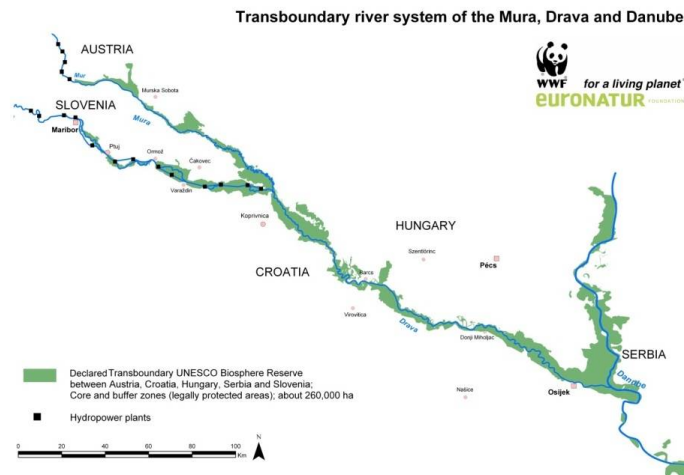 Transboundary river system of the Mura, Drava and Danube
AUSTRIA
WWF
for a living planet
euronatur FOUNDATION
Mur
Murska Sobota
SLOVENIA
Mura
Maribor
Ptuj
Ormož
Čakovec
Varaždin
Koprivnica
HUNGARY
Szentlőrinc
Pécs
CROATIA
Barca
Virovitica
Drava
Donji Miholjac
SERBIA
Danube
Osijek
Našice
Declared Transboundary UNESCO Biosphere Reserve
between Austria, Croatia, Hungary, Serbia and Slovenia;
Core and buffer zones (legally protected areas); about 260,000 ha
Hydropower plants
N
0 10 20 40 60 80 100
Km